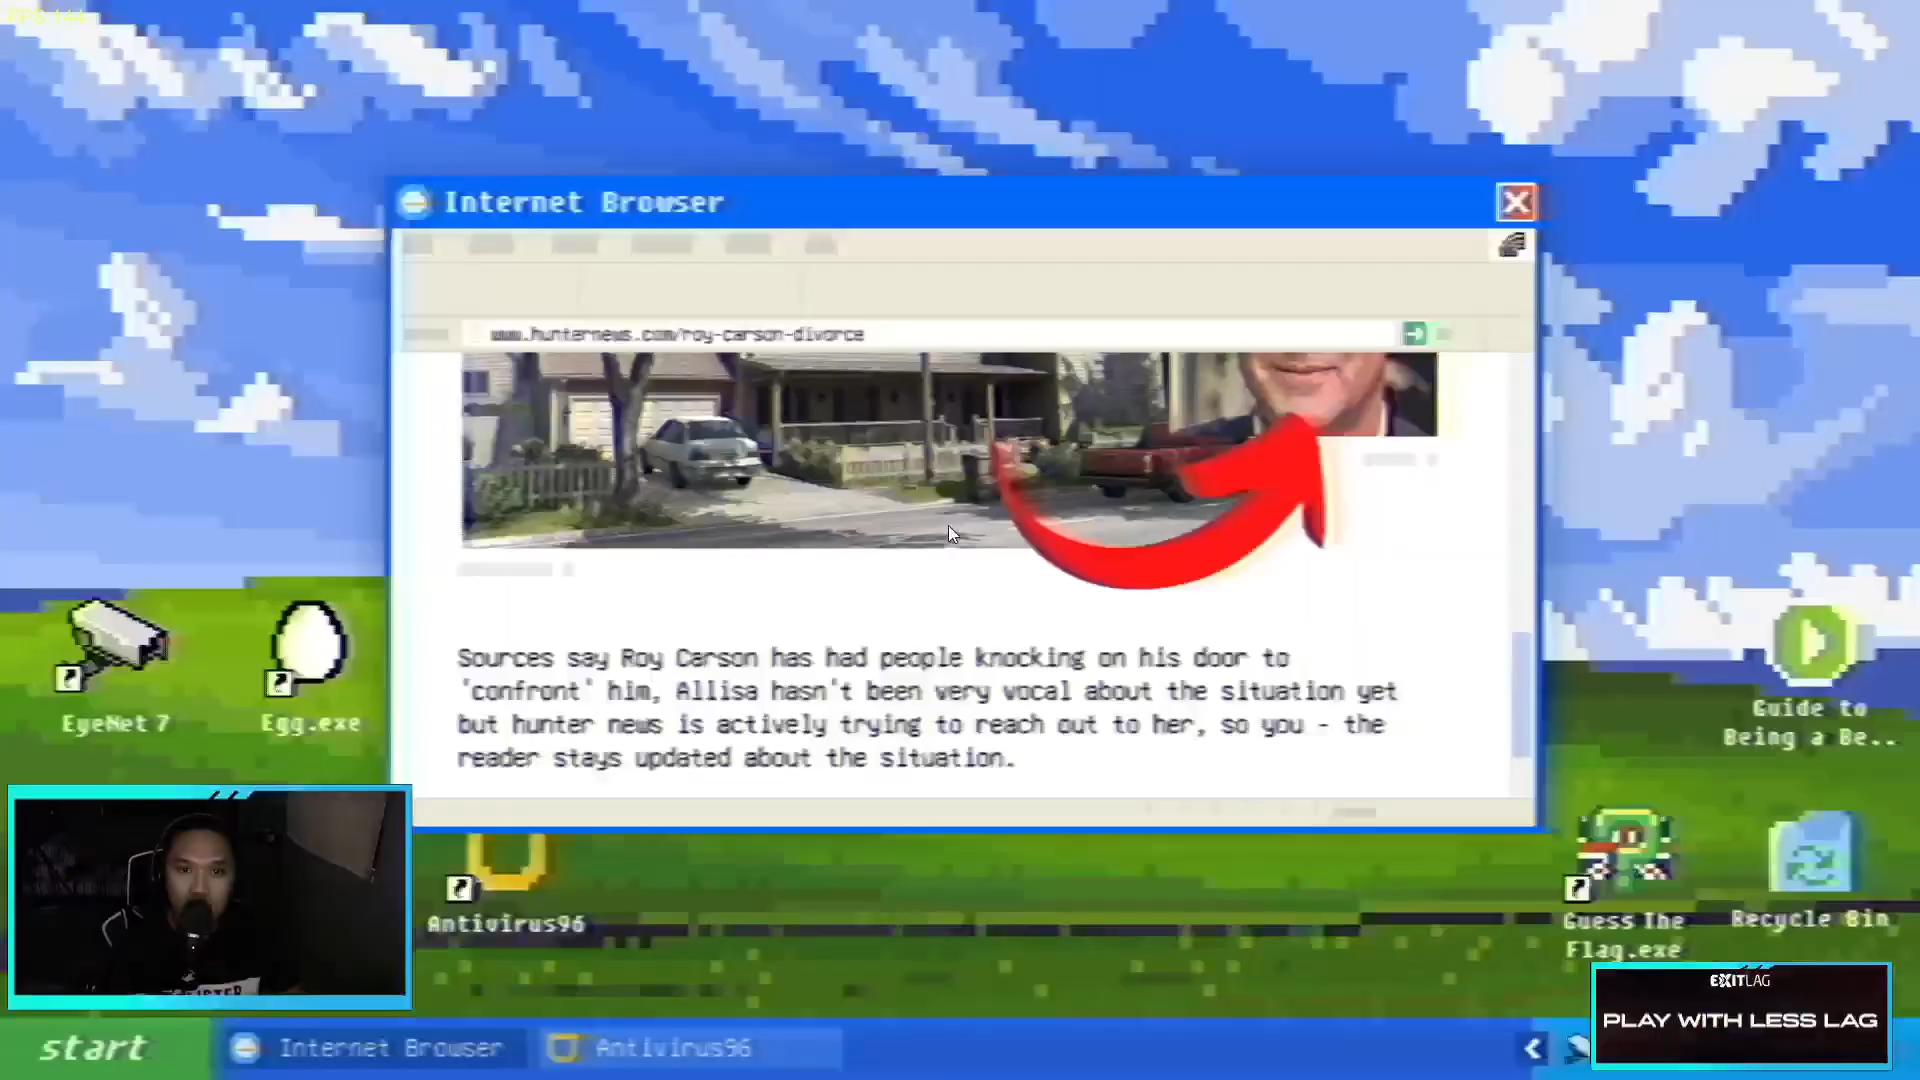 FPS 144
Internet Browser
www.hunternews.com/roy-carson-divorce
Sources say Roy Carson has had people knocking on his door to
'confront' him, Allisa hasn't been very vocal about the situation yet
but hunter news is actively trying to reach out to her, so you - the
reader stays updated about the situation.
EyeNet 7
Egg.exe
Guide to
Being a Be..
Antivirus96
Guess The
Flag.exe
Recycle Bin
EXITLAG
PLAY WITH LESS LAG
start
Internet Browser
Antivirus96